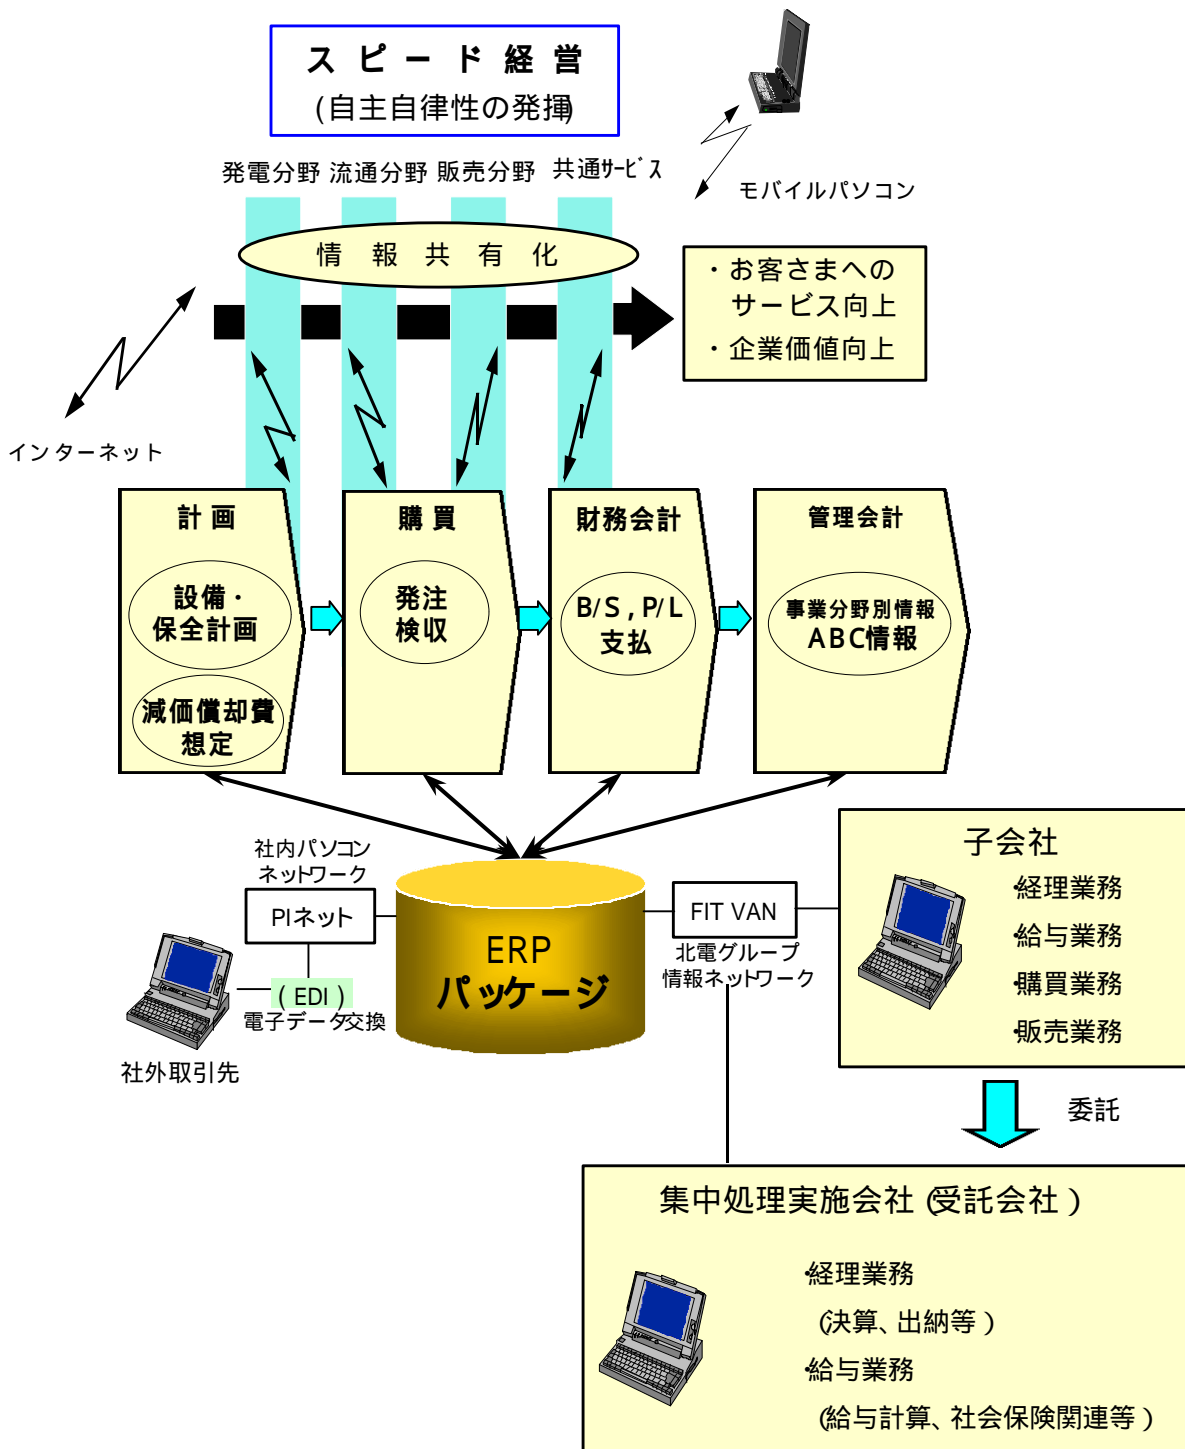 スピード経営
(自主自律性の発揮)
発電分野 流通分野 販売分野 共通サービス
モバイルパソコン
情報共有化
・お客さまへの
サービス向上
・企業価値向上
インターネット
計画
設備・
保全計画
減価償却費
想定
購買
発注
検収
財務会計
B/S , P/L
支払
管理会計
事業分野別情報
ABC情報
社内パソコン
ネットワーク
PIネット
(EDI)
電子データ交換
社外取引先
ERP
パッケージ
FIT VAN
北電グループ
情報ネットワーク
子会社
・経理業務
・給与業務
・購買業務
・販売業務
委託
集中処理実施会社(受託会社)
・経理業務
(決算、出納等)
・給与業務
(給与計算、社会保険関連等)